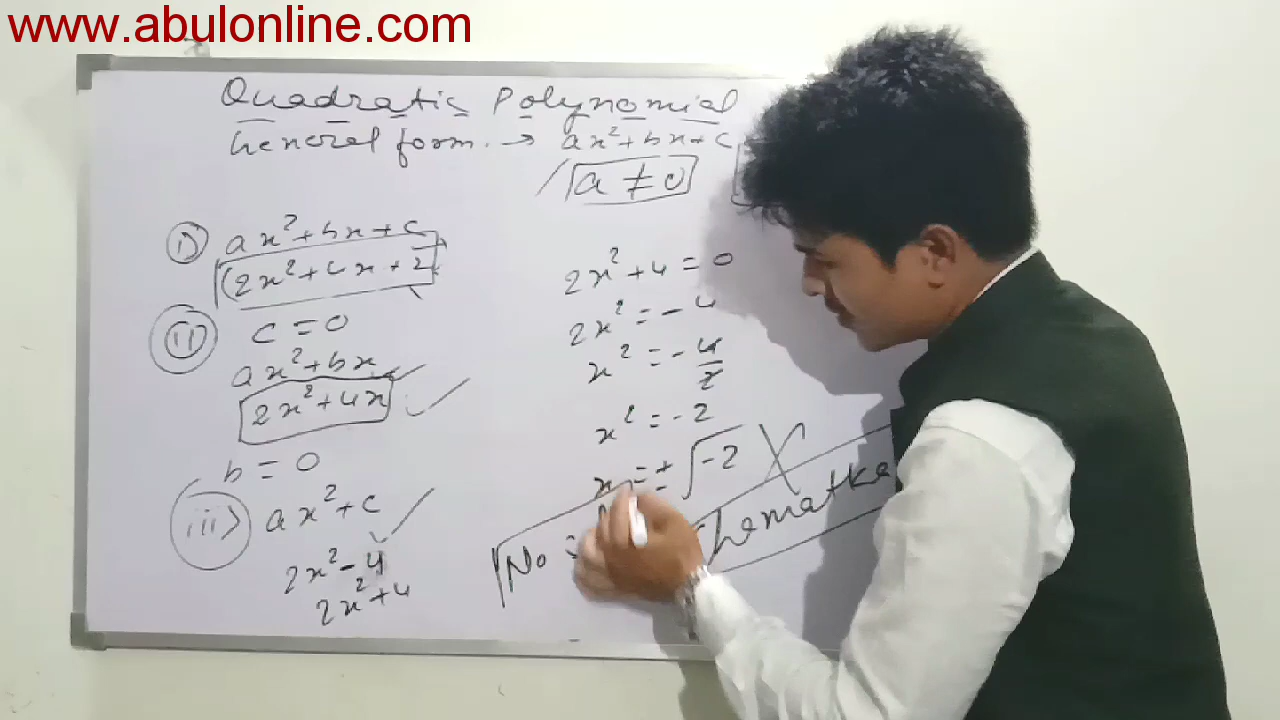 www.abulonline.com
Quadratic Polynomial
General form. → ax²+bx+c
a ≠ 0
i) ax²+bx+c
(2x²+4x+2
ii) c = 0
ax²+bx
2x²+4x
b = 0
iii) ax²+c
2x²-4
2x²+4
2x²+4 = 0
2x² = -4
x² = -4/2
x² = -2
x = ± √-2
No